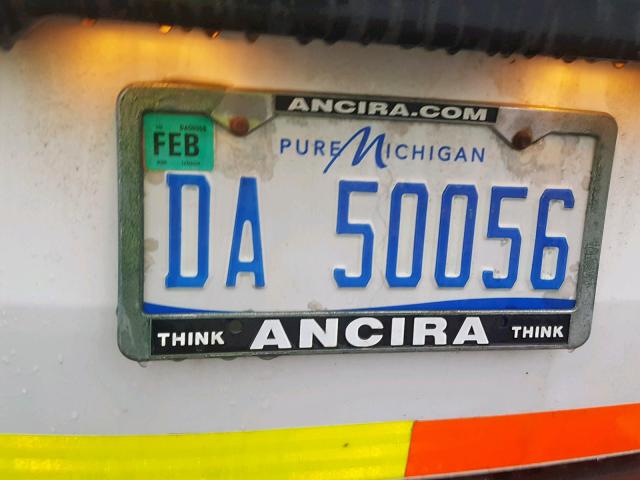 ANCIRA.COM
FEB
PURE MICHIGAN
DA 50056
THINK ANCIRA THINK